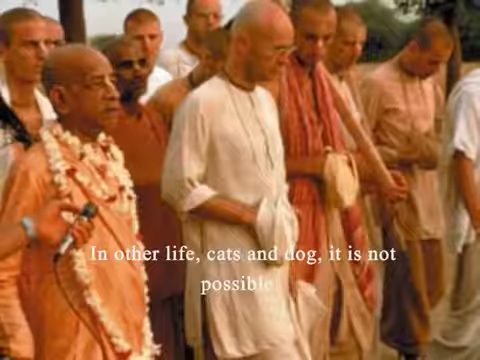 In other life, cats and dog, it is not
possible